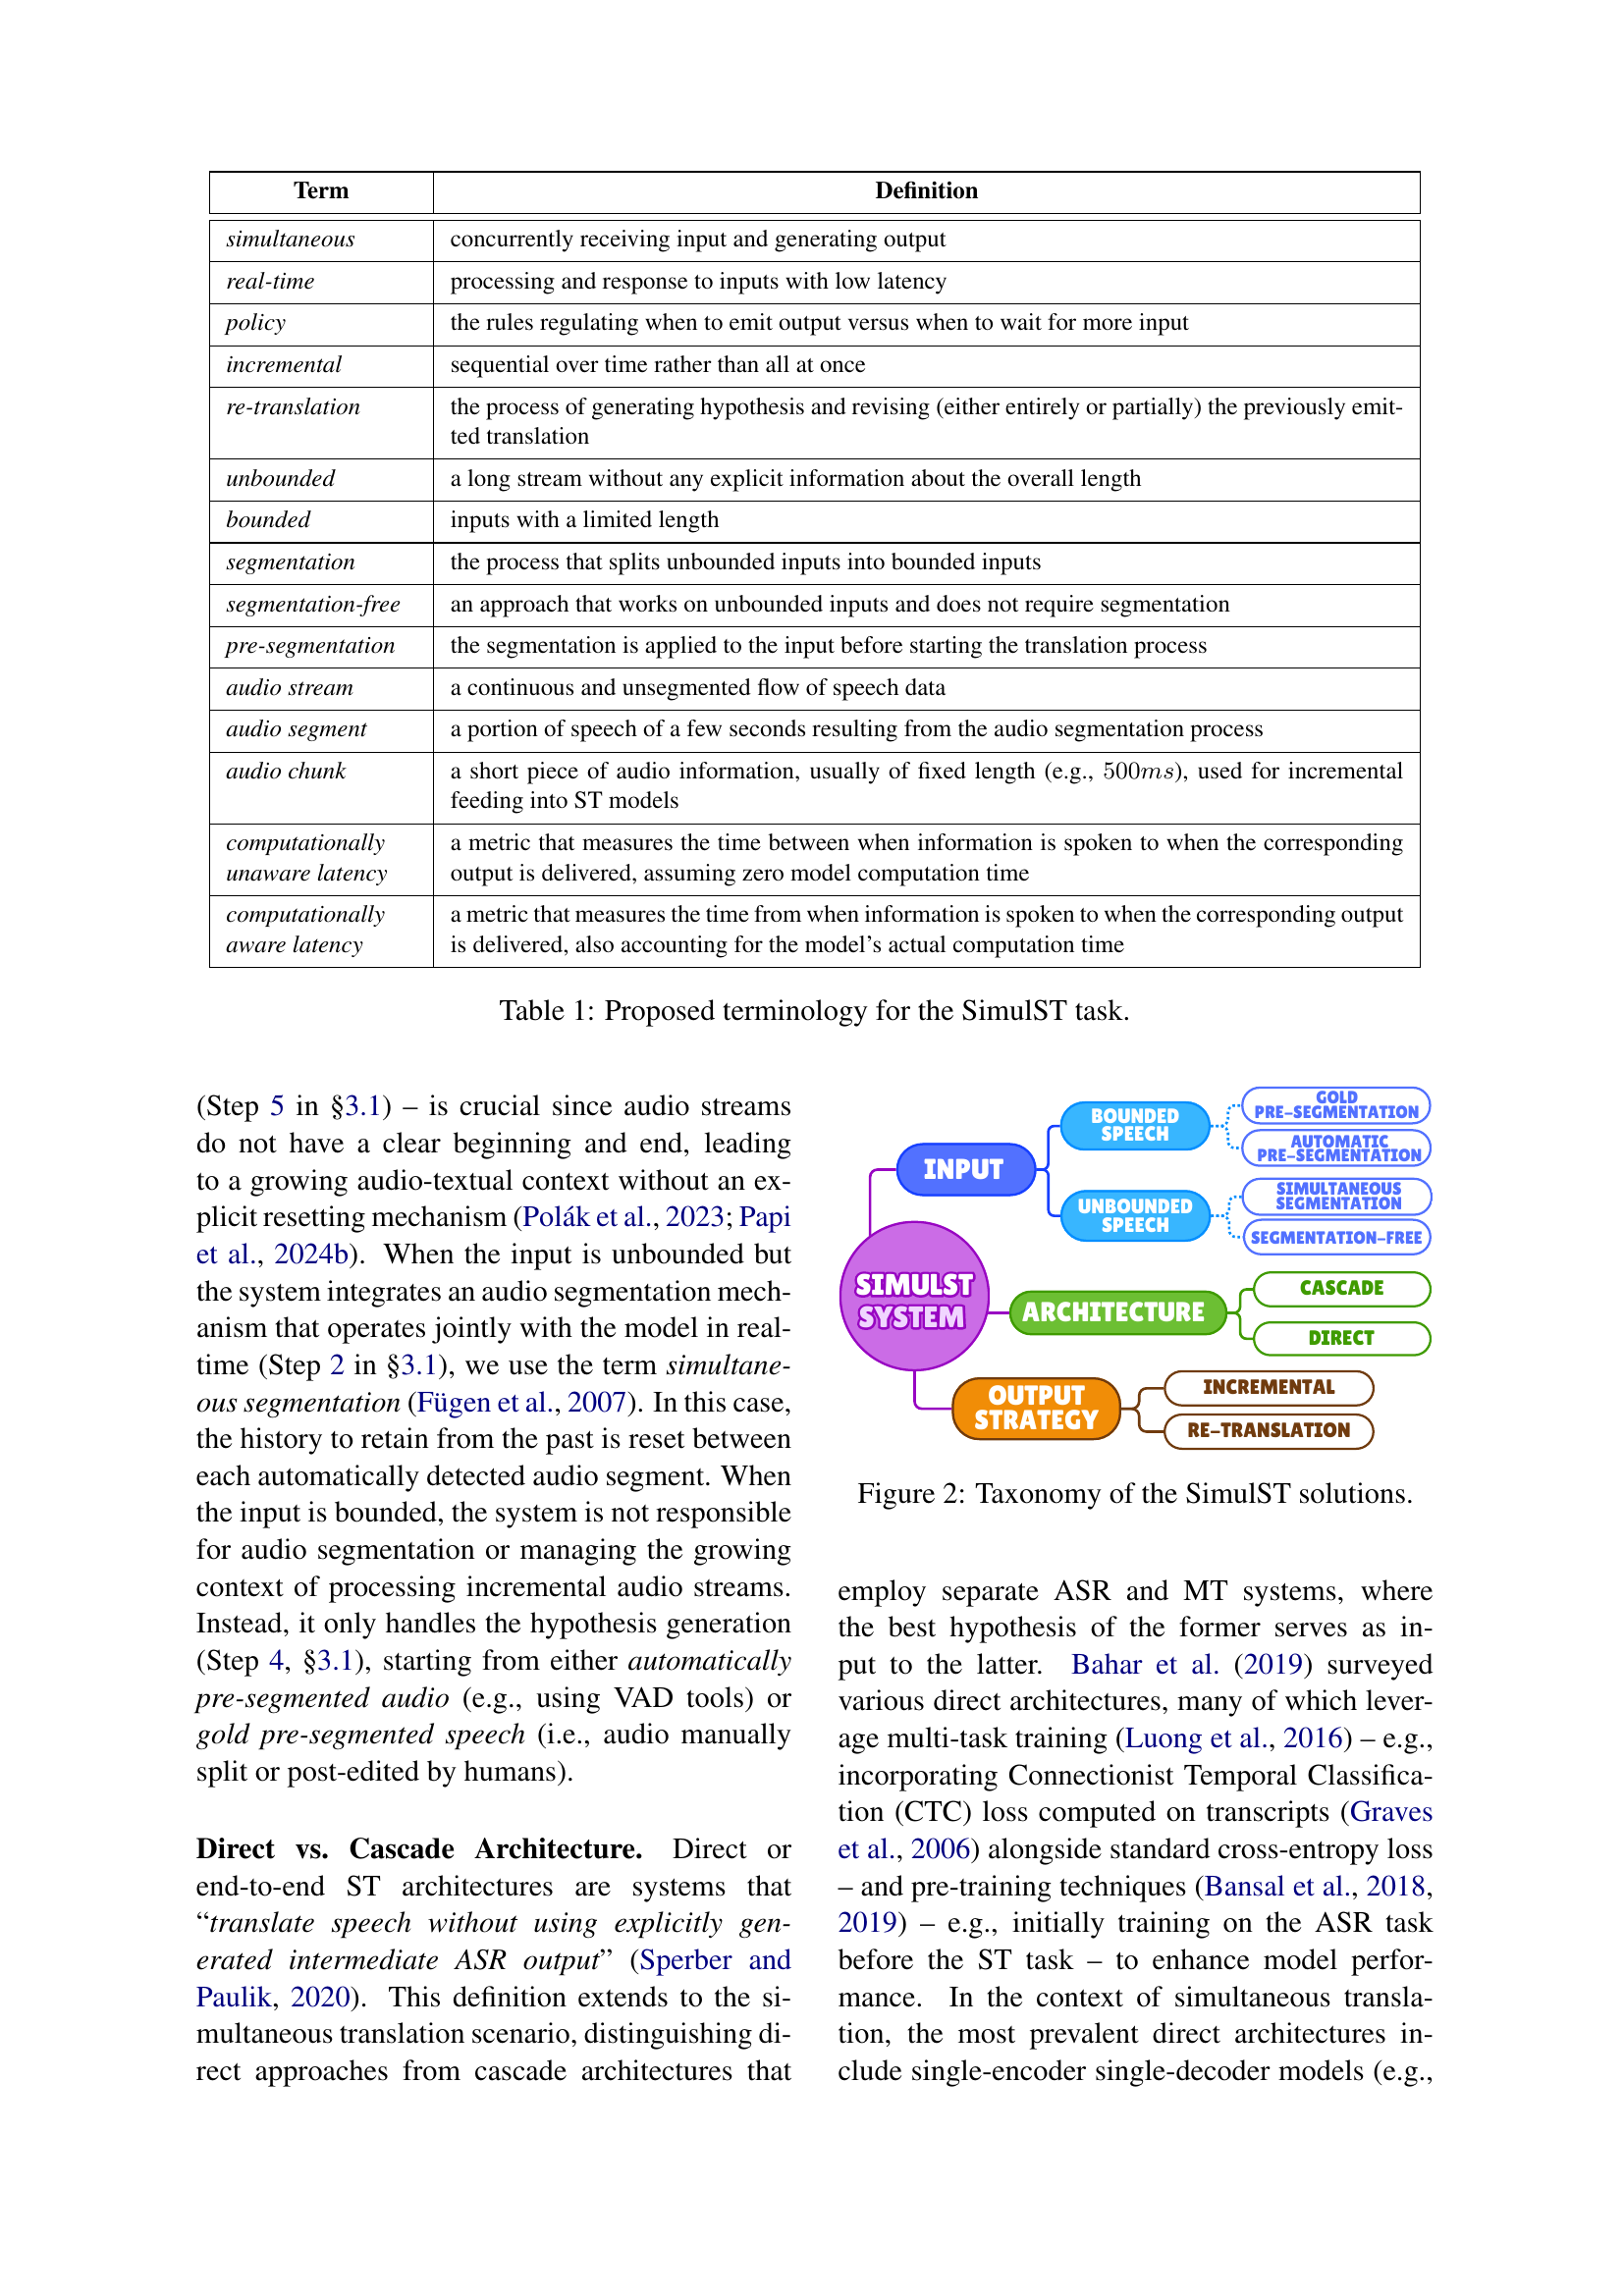 Term Definition
simultaneous concurrently receiving input and generating output
real-time processing and response to inputs with low latency
policy the rules regulating when to emit output versus when to wait for more input
incremental sequential over time rather than all at once
re-translation the process of generating hypothesis and revising (either entirely or partially) the previously emit-
ted translation
unbounded a long stream without any explicit information about the overall length
bounded inputs with a limited length
segmentation the process that splits unbounded inputs into bounded inputs
segmentation-free an approach that works on unbounded inputs and does not require segmentation
pre-segmentation the segmentation is applied to the input before starting the translation process
audio stream a continuous and unsegmented flow of speech data
audio segment a portion of speech of a few seconds resulting from the audio segmentation process
audio chunk a short piece of audio information, usually of fixed length (e.g., 500ms), used for incremental
feeding into ST models
computationally a metric that measures the time between when information is spoken to when the corresponding
unaware latency output is delivered, assuming zero model computation time
computationally a metric that measures the time from when information is spoken to when the corresponding output
aware latency is delivered, also accounting for the model's actual computation time
Table 1: Proposed terminology for the SimulST task.
(Step 5 in §3.1) – is crucial since audio streams
do not have a clear beginning and end, leading
to a growing audio-textual context without an ex-
plicit resetting mechanism (Polák et al., 2023; Papi
et al., 2024b). When the input is unbounded but
the system integrates an audio segmentation mech-
anism that operates jointly with the model in real-
time (Step 2 in §3.1), we use the term simultane-
ous segmentation (Fügen et al., 2007). In this case,
the history to retain from the past is reset between
each automatically detected audio segment. When
the input is bounded, the system is not responsible
for audio segmentation or managing the growing
context of processing incremental audio streams.
Instead, it only handles the hypothesis generation
(Step 4, §3.1), starting from either automatically
pre-segmented audio (e.g., using VAD tools) or
gold pre-segmented speech (i.e., audio manually
split or post-edited by humans).
Direct vs. Cascade Architecture. Direct or
end-to-end ST architectures are systems that
“translate speech without using explicitly gen-
erated intermediate ASR output” (Sperber and
Paulik, 2020). This definition extends to the si-
multaneous translation scenario, distinguishing di-
rect approaches from cascade architectures that
SIMULST
SYSTEM
INPUT
BOUNDED
SPEECH
GOLD
PRE-SEGMENTATION
AUTOMATIC
PRE-SEGMENTATION
UNBOUNDED
SPEECH
SIMULTANEOUS
SEGMENTATION
SEGMENTATION-FREE
ARCHITECTURE
CASCADE
DIRECT
OUTPUT
STRATEGY
INCREMENTAL
RE-TRANSLATION
Figure 2: Taxonomy of the SimulST solutions.
employ separate ASR and MT systems, where
the best hypothesis of the former serves as in-
put to the latter. Bahar et al. (2019) surveyed
various direct architectures, many of which lever-
age multi-task training (Luong et al., 2016) – e.g.,
incorporating Connectionist Temporal Classifica-
tion (CTC) loss computed on transcripts (Graves
et al., 2006) alongside standard cross-entropy loss
– and pre-training techniques (Bansal et al., 2018,
2019) – e.g., initially training on the ASR task
before the ST task – to enhance model perfor-
mance. In the context of simultaneous transla-
tion, the most prevalent direct architectures in-
clude single-encoder single-decoder models (e.g.,